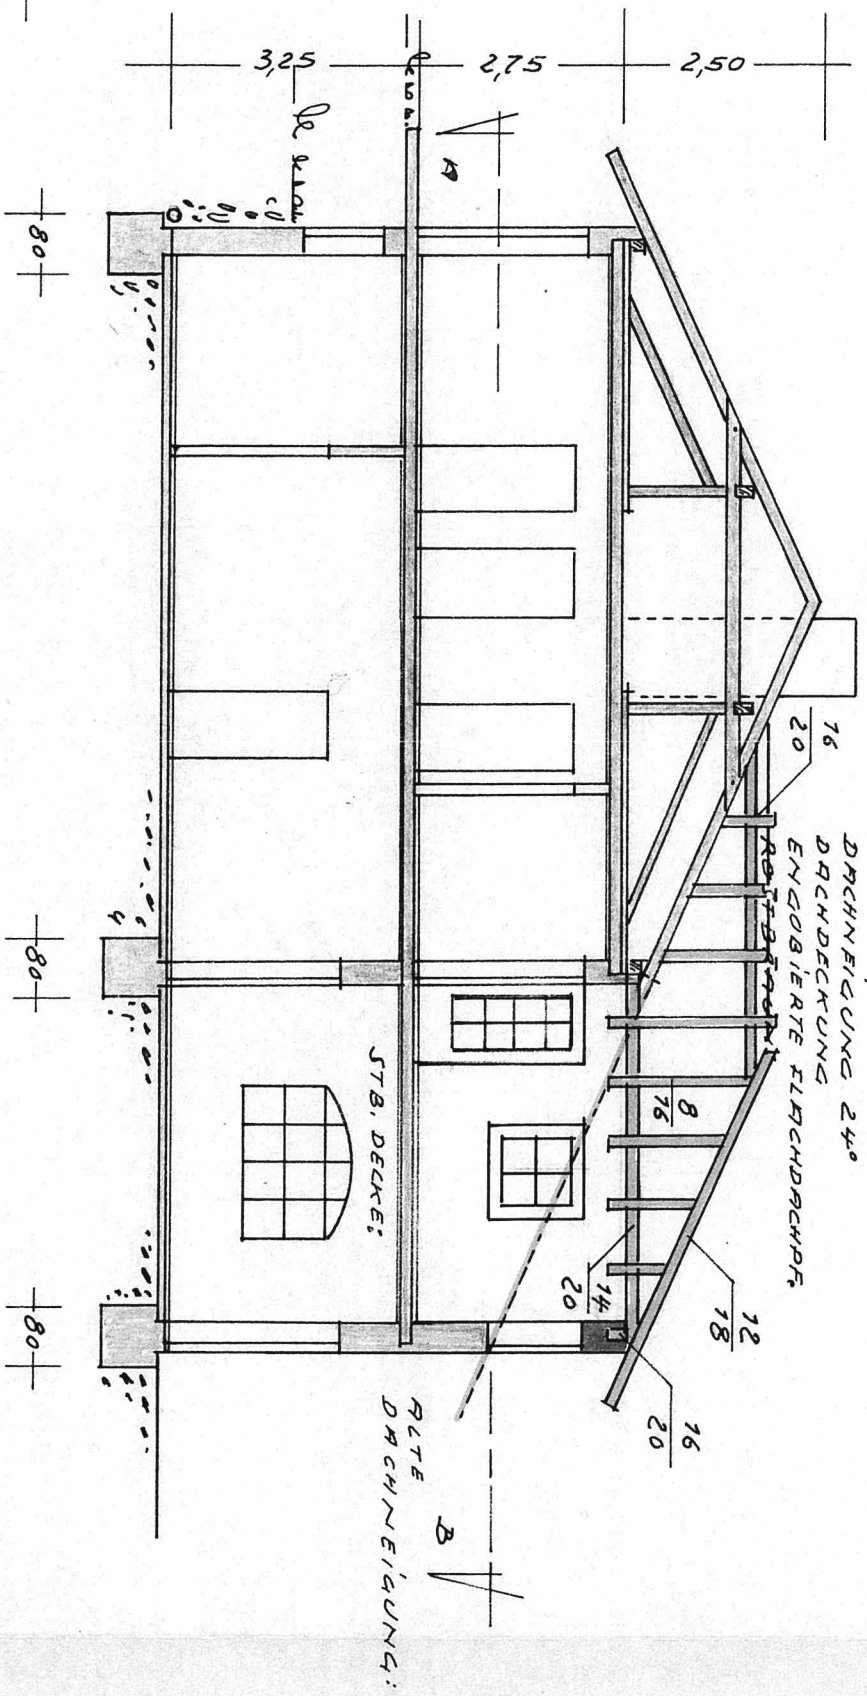 3,25
2,75
2,50
A
80
80
80
16
20
DACHNEIGUNG 24°
DACHDECKUNG
ENGOBIERTE FLACHDACHPF.
8
16
STB. DECKE:
14
20
12
18
16
20
ALTE
DACHNEIGUNG:
B